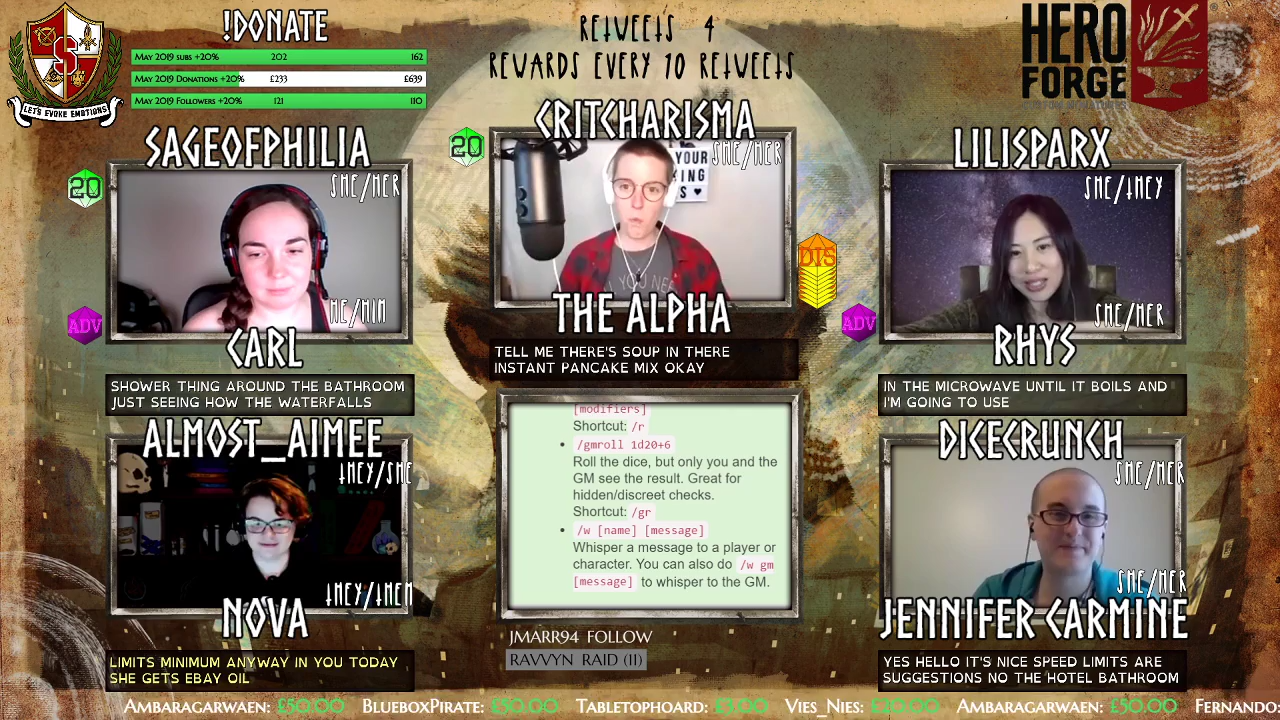 !DONATE
MAY 2019 SUBS +20% 202 162
MAY 2019 DONATIONS +20% £233 £639
MAY 2019 FOLLOWERS +20% 121 110
LET'S EVOKE EMOTIONS
RETWEETS 4
REWARDS EVERY 10 RETWEETS
HERO
FORGE
CUSTOM MINIATURES
SAGEOFPHILIA
SHE/HER
20
HE/HIM
ADV
CARL
SHOWER THING AROUND THE BATHROOM
JUST SEEING HOW THE WATERFALLS
CRITCHARISMA
SHE/HER
20
YOUR
DIS
THE ALPHA
TELL ME THERE'S SOUP IN THERE
INSTANT PANCAKE MIX OKAY
LILISPARX
SHE/THEY
SHE/HER
ADV
RHYS
IN THE MICROWAVE UNTIL IT BOILS AND
I'M GOING TO USE
ALMOST_AIMEE
THEY/SHE
THEY/THEM
NOVA
LIMITS MINIMUM ANYWAY IN YOU TODAY
SHE GETS EBAY OIL
[modifiers]
Shortcut: /r
• /gmroll 1d20+6
Roll the dice, but only you and the
GM see the result. Great for
hidden/discreet checks.
Shortcut: /gr
• /w [name] [message]
Whisper a message to a player or
character. You can also do /w gm
[message] to whisper to the GM.
JMARR94 FOLLOW
RAVVYN RAID (11)
DICECRUNCH
SHE/HER
SHE/HER
JENNIFER CARMINE
YES HELLO IT'S NICE SPEED LIMITS ARE
SUGGESTIONS NO THE HOTEL BATHROOM
AMBARAGARWAEN: £50.00 BLUEBOXPIRATE: £50.00 TABLETOPHOARD: £5.00 VIES_NIES: £20.00 AMBARAGARWAEN: £50.00 FERNANDO: